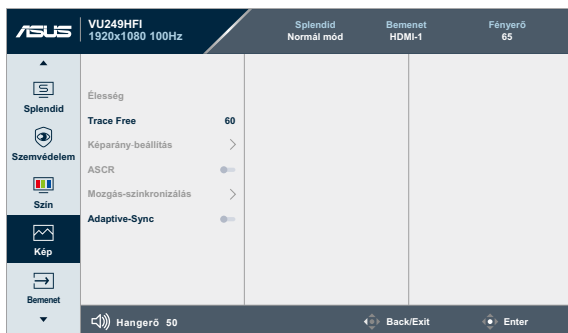 ASUS
VU249HFI
1920x1080 100Hz
Splendid
Normál mód
Bemenet
HDMI-1
Fényerő
65
Splendid
Szemvédelem
Szín
Kép
Bemenet
Élesség
Trace Free 60
Képarány-beállítás
ASCR
Mozgás-szinkronizálás
Adaptive-Sync
Hangerő 50
Back/Exit
Enter